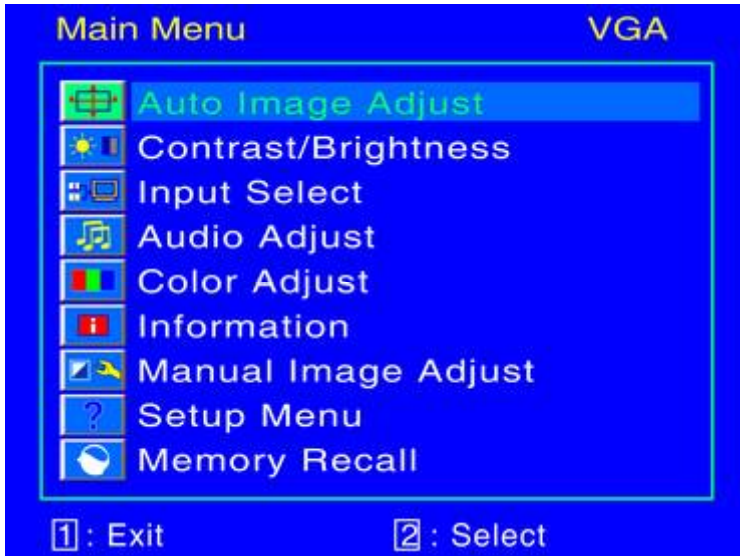 Main Menu VGA
Auto Image Adjust
Contrast/Brightness
Input Select
Audio Adjust
Color Adjust
Information
Manual Image Adjust
Setup Menu
Memory Recall
1 : Exit 2 : Select